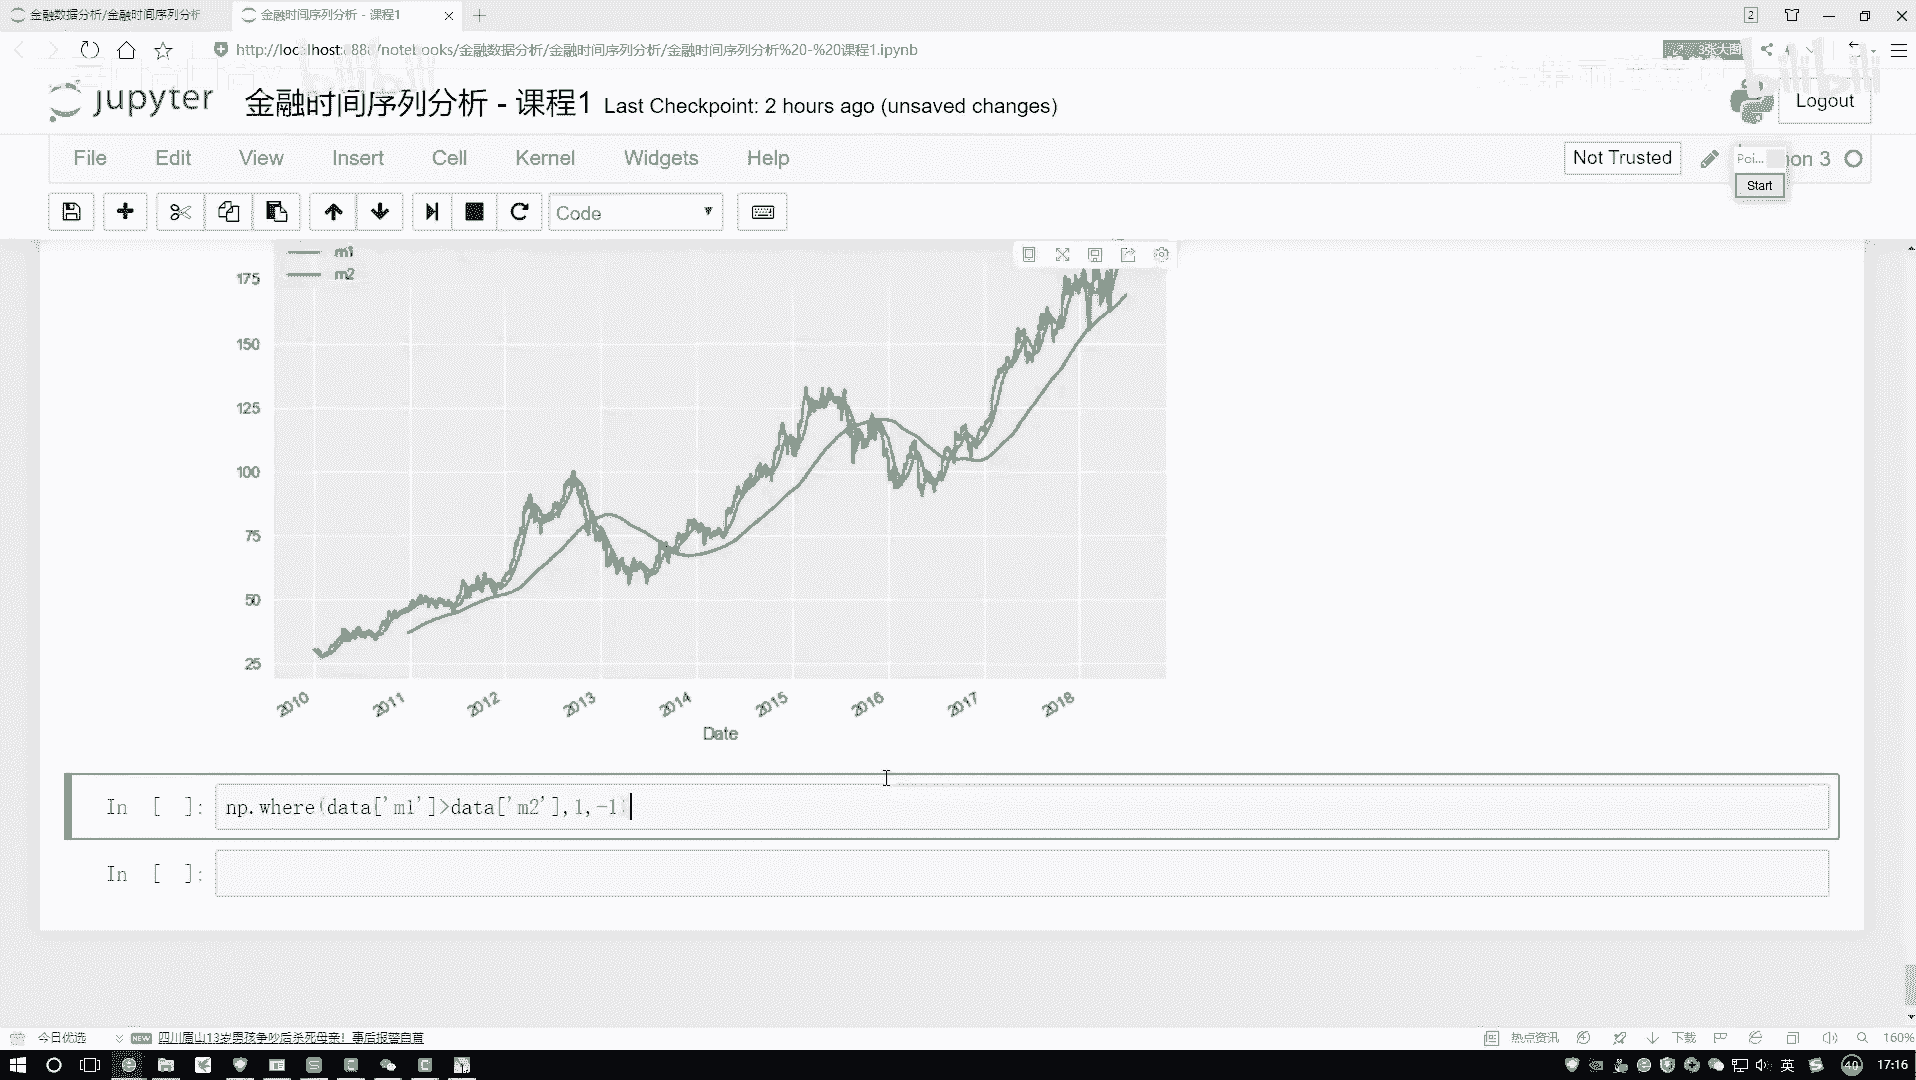 金融数据分析/金融时间序列分析
金融时间序列分析 - 课程1
2
http://localhost:888/notebooks/金融数据分析/金融时间序列分析/金融时间序列分析%20-%20课程1.ipynb
bilibili
jupyter
金融时间序列分析 - 课程1 Last Checkpoint: 2 hours ago (unsaved changes)
Logout
File Edit View Insert Cell Kernel Widgets Help
Not Trusted
Poi...
Start
Code
m1
m2
175
150
125
100
75
50
25
2010 2011 2012 2013 2014 2015 2016 2017 2018
Date
In [ ]: np.where(data['m1']>data['m2'],1,-1)
In [ ]:
今日优选
NEW
四川眉山13岁男孩争吵后杀死母亲！事后报警自首
热点资讯
下载
160%
英
40
17:16